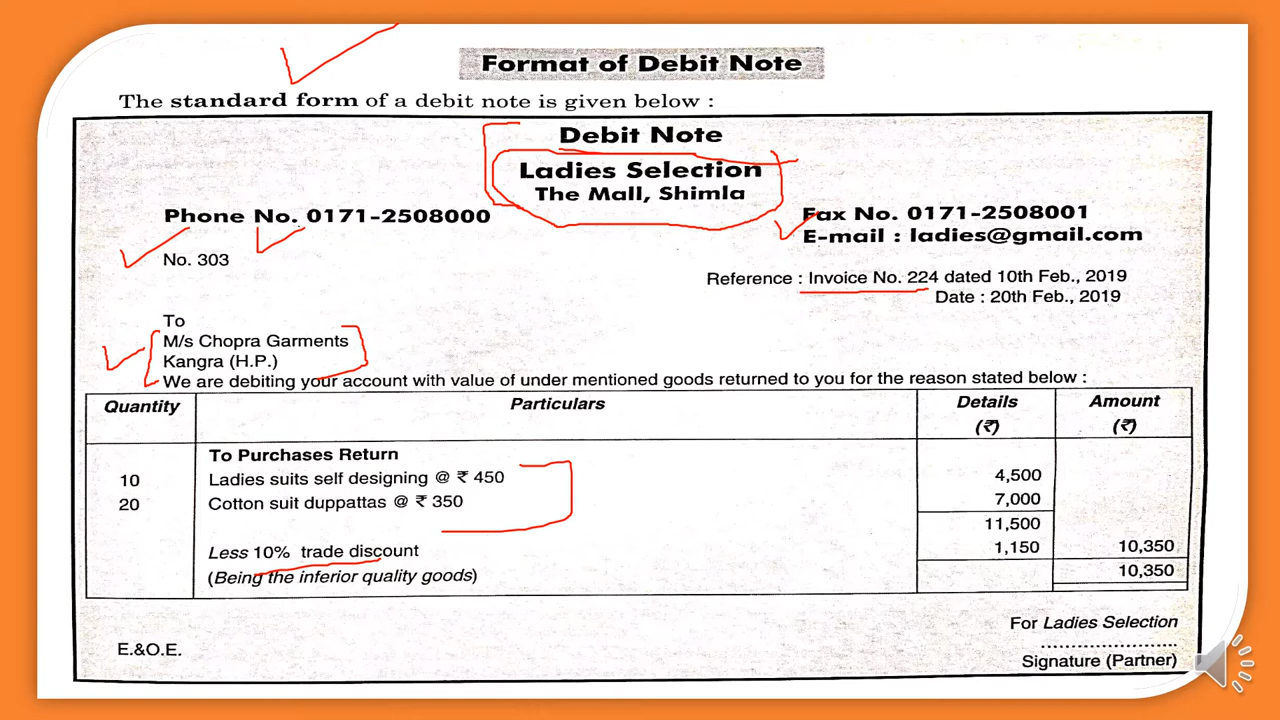 Format of Debit Note
The standard form of a debit note is given below :
Debit Note
Ladies Selection
The Mall, Shimla
Phone No. 0171-2508000
Fax No. 0171-2508001
E-mail : ladies@gmail.com
No. 303
Reference : Invoice No. 224 dated 10th Feb., 2019
Date : 20th Feb., 2019
To
M/s Chopra Garments
Kangra (H.P.)
We are debiting your account with value of under mentioned goods returned to you for the reason stated below :
Quantity Particulars Details (₹) Amount (₹)
To Purchases Return
10 Ladies suits self designing @ ₹ 450 4,500
20 Cotton suit duppattas @ ₹ 350 7,000
11,500
Less 10% trade discount 1,150 10,350
(Being the inferior quality goods) 10,350
For Ladies Selection
E.&O.E.
Signature (Partner)